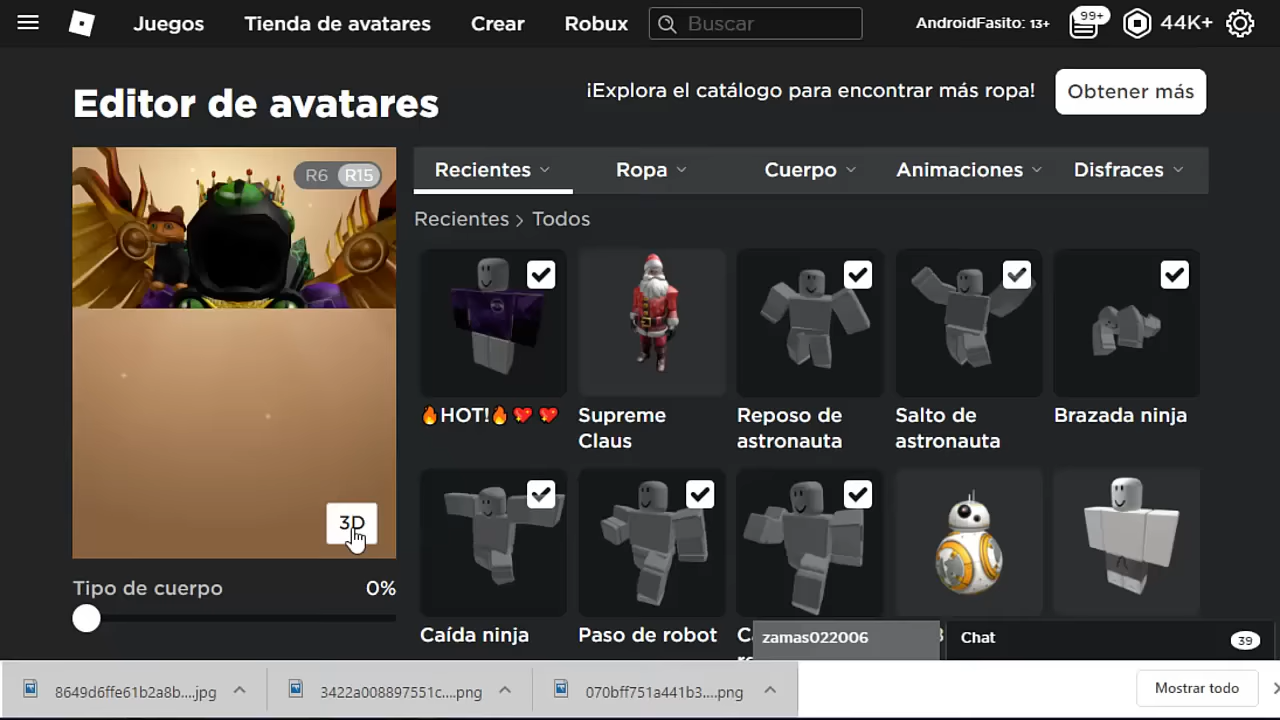 Juegos Tienda de avatares Crear Robux Buscar AndroidFasito: 13+ 99+ 44K+
Editor de avatares
¡Explora el catálogo para encontrar más ropa! Obtener más
R6 R15
Recientes Ropa Cuerpo Animaciones Disfraces
Recientes > Todos
🔥HOT!🔥💖💖
Supreme Claus
Reposo de astronauta
Salto de astronauta
Brazada ninja
3D
Tipo de cuerpo 0%
Caída ninja
Paso de robot
zamas022006
Chat 39
8649d6ffe61b2a8b....jpg
3422a008897551c....png
070bff751a441b3....png
Mostrar todo